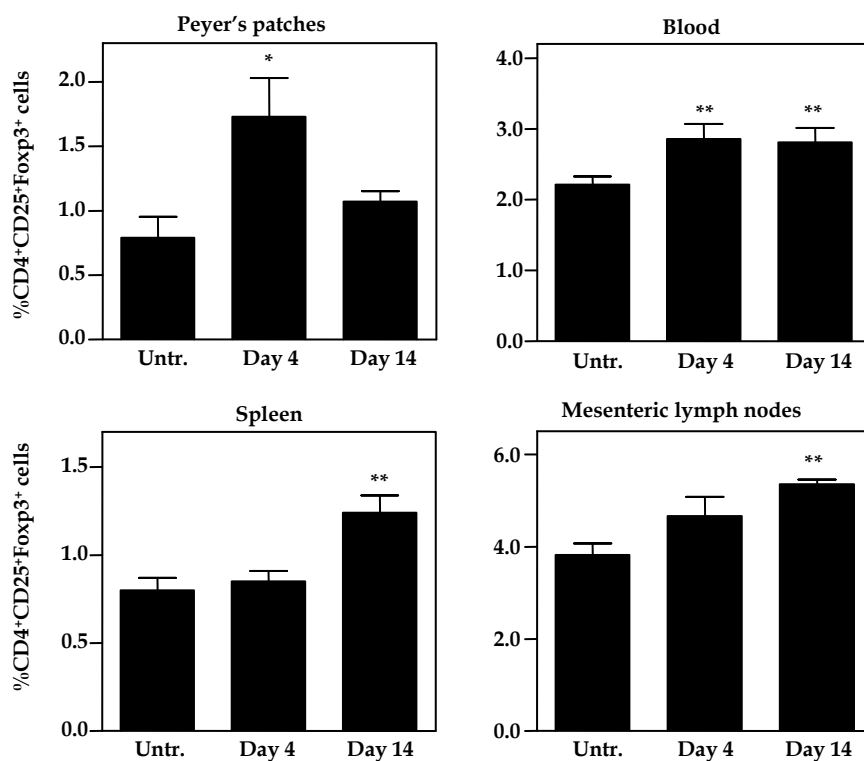 Peyer's patches
%CD4⁺CD25⁺Foxp3⁺ cells
2.0
1.5
1.0
0.5
0.0
*
Untr. Day 4 Day 14
Blood
4.0
3.0
2.0
1.0
0.0
** **
Untr. Day 4 Day 14
Spleen
%CD4⁺CD25⁺Foxp3⁺ cells
1.5
1.0
0.5
0.0
**
Untr. Day 4 Day 14
Mesenteric lymph nodes
6.0
4.0
2.0
0.0
**
Untr. Day 4 Day 14